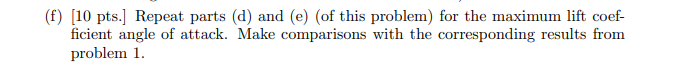 (f) [10 pts.] Repeat parts (d) and (e) (of this problem) for the maximum lift coef-
ficient angle of attack. Make comparisons with the corresponding results from
problem 1.